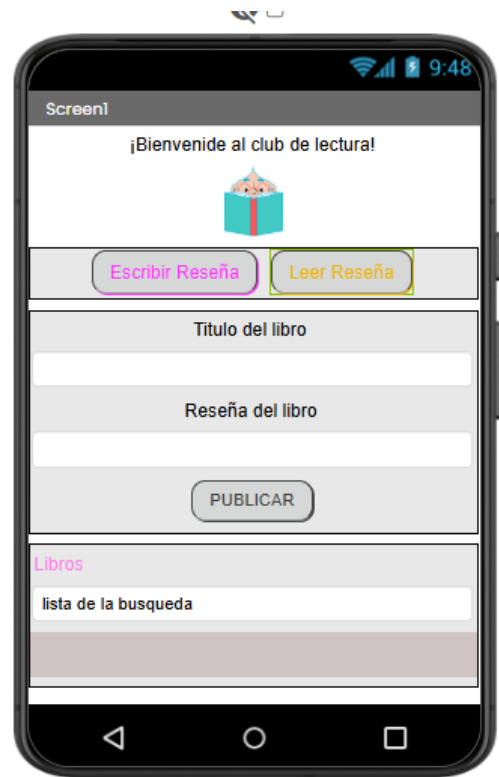 9:48
Screen1
¡Bienvenide al club de lectura!
Escribir Reseña Leer Reseña
Titulo del libro
Reseña del libro
PUBLICAR
Libros
lista de la busqueda